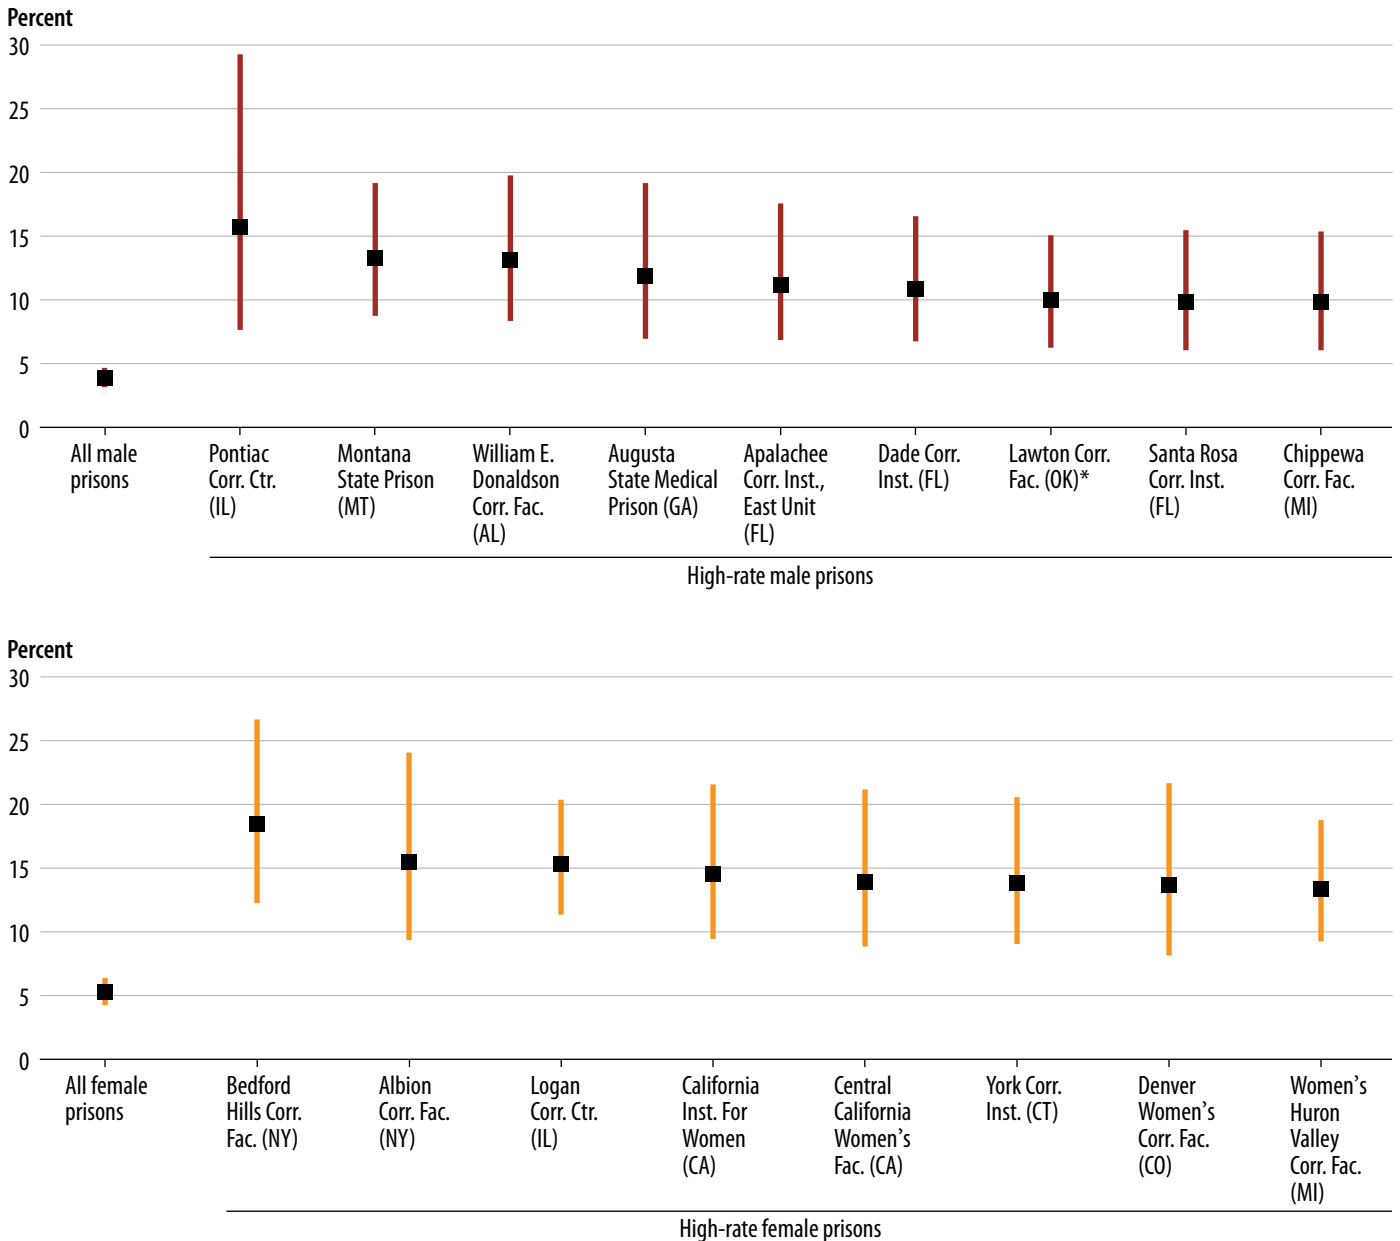 Percent
30
25
20
15
10
5
0
All male
prisons
Pontiac
Corr. Ctr.
(IL)
Montana
State Prison
(MT)
William E.
Donaldson
Corr. Fac.
(AL)
Augusta
State Medical
Prison (GA)
Apalachee
Corr. Inst.,
East Unit
(FL)
Dade Corr.
Inst. (FL)
Lawton Corr.
Fac. (OK)*
Santa Rosa
Corr. Inst.
(FL)
Chippewa
Corr. Fac.
(MI)
High-rate male prisons
Percent
30
25
20
15
10
5
0
All female
prisons
Bedford
Hills Corr.
Fac. (NY)
Albion
Corr. Fac.
(NY)
Logan
Corr. Ctr.
(IL)
California
Inst. For
Women
(CA)
Central
California
Women's
Fac. (CA)
York Corr.
Inst. (CT)
Denver
Women's
Corr. Fac.
(CO)
Women's
Huron
Valley
Corr. Fac.
(MI)
High-rate female prisons